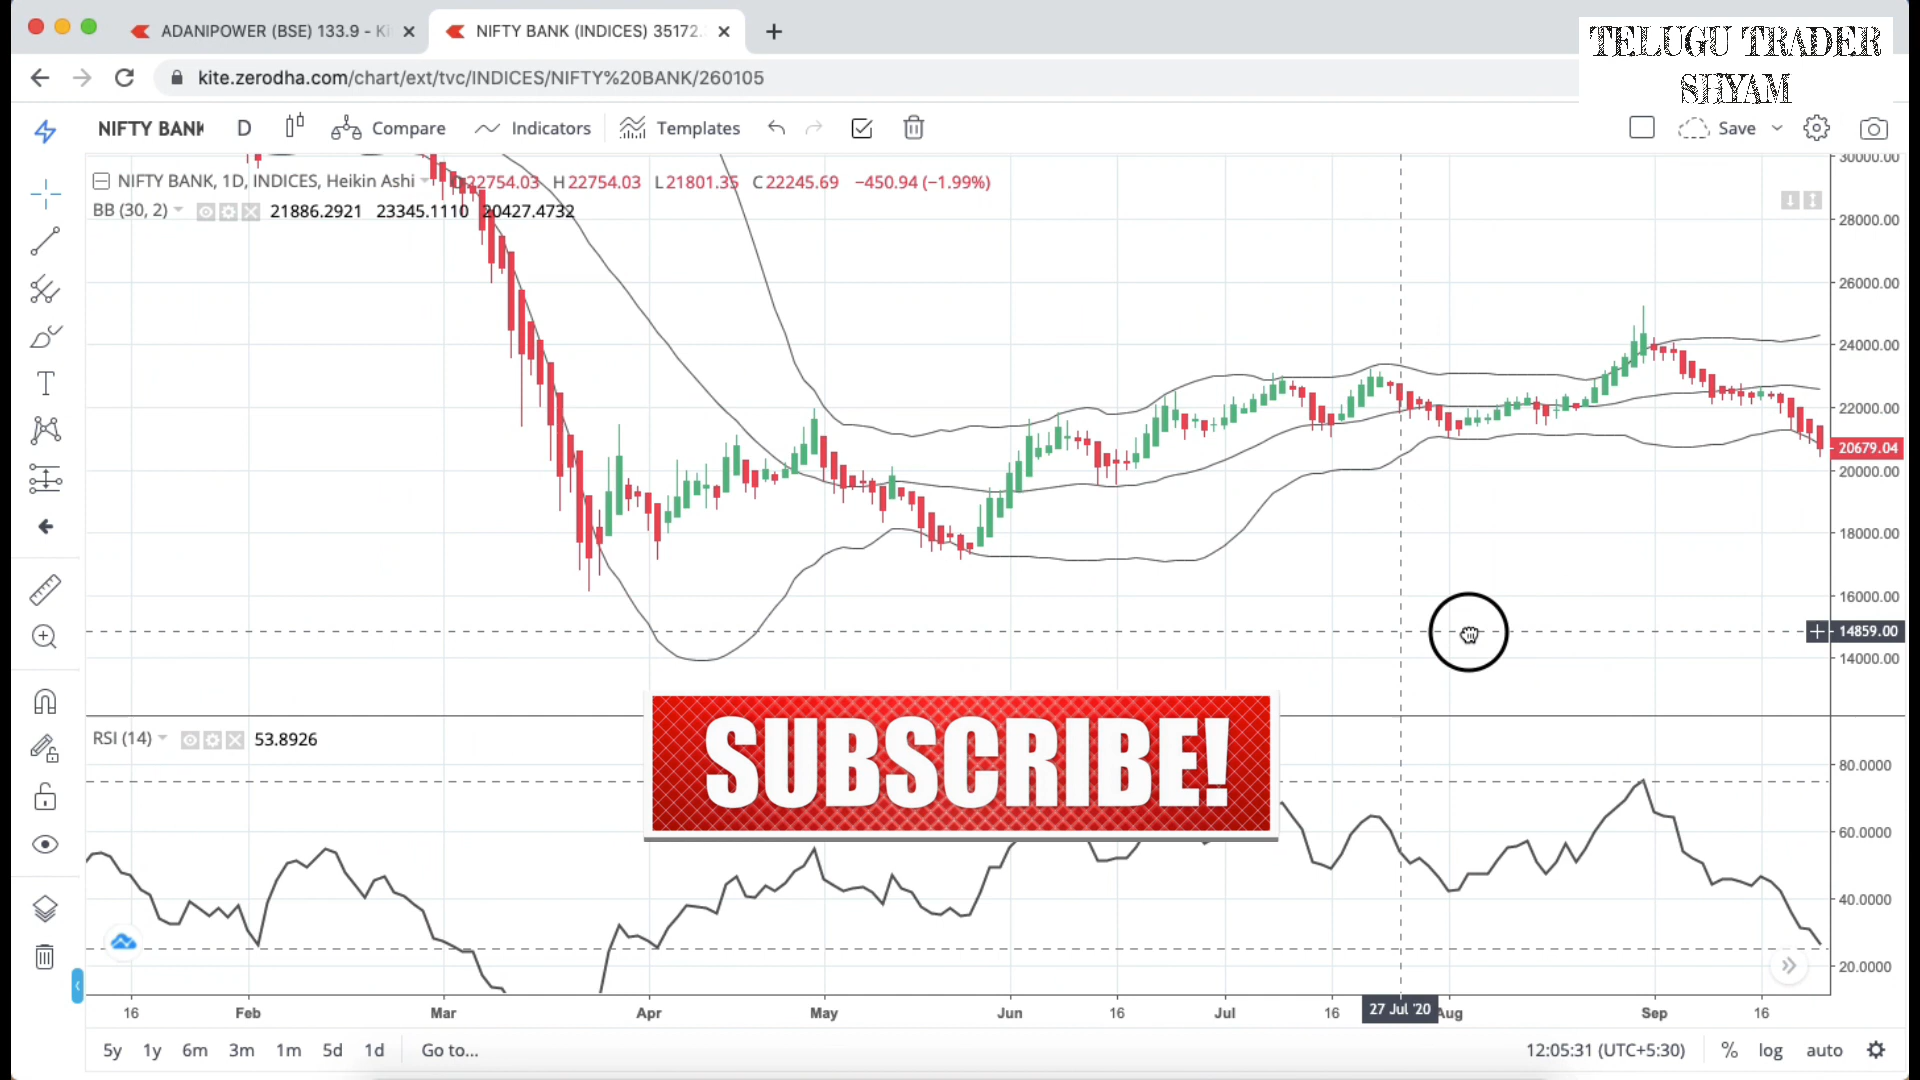 ADANIPOWER (BSE) 133.9 - Ki
NIFTY BANK (INDICES) 35172.
TELUGU TRADER
SHYAM
kite.zerodha.com/chart/ext/tvc/INDICES/NIFTY%20BANK/260105
NIFTY BANK
D
Compare
Indicators
Templates
Save
NIFTY BANK, 1D, INDICES, Heikin Ashi
O22754.03 H22754.03 L21801.35 C22245.69 −450.94 (−1.99%)
BB (30, 2)
21886.2921 23345.1110 20427.4732
30000.00
28000.00
26000.00
24000.00
22000.00
20679.04
20000.00
18000.00
16000.00
14859.00
14000.00
SUBSCRIBE!
RSI (14)
53.8926
80.0000
60.0000
40.0000
20.0000
16 Feb Mar Apr May Jun 16 Jul 16 27 Jul '20 Aug Sep 16
5y 1y 6m 3m 1m 5d 1d Go to...
12:05:31 (UTC+5:30) % log auto